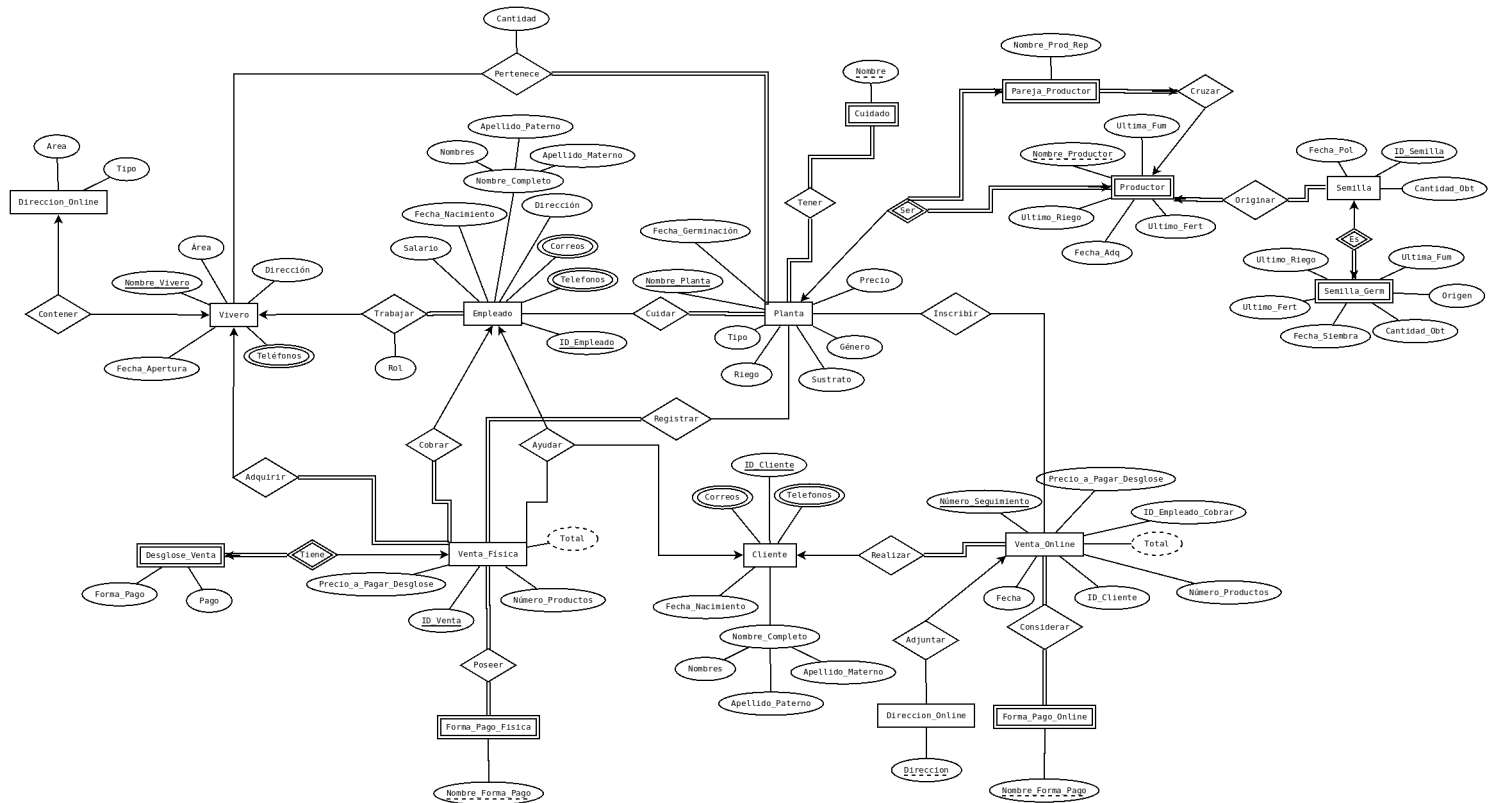 Cantidad
Pertenece
Nombre_Prod_Rep
Nombre
Pareja_Productor
Cruzar
Cuidado
Area
Tipo
Direccion_Online
Apellido_Paterno
Nombres
Apellido_Materno
Nombre_Completo
Ultima_Fum
Nombre_Productor
Productor
Fecha_Pol
ID_Semilla
Semilla
Cantidad_Obt
Originar
Fecha_Nacimiento
Dirección
Tener
Ser
Ultimo_Riego
Ultimo_Fert
Fecha_Adq
Salario
Correos
Telefonos
Fecha_Germinación
Nombre_Planta
Precio
Es
Ultimo_Riego
Ultima_Fum
Semilla_Germ
Origen
Ultimo_Fert
Fecha_Siembra
Cantidad_Obt
Área
Nombre_Vivero
Dirección
Contener
Vivero
Trabajar
Empleado
Cuidar
Planta
Inscribir
Fecha_Apertura
Teléfonos
Rol
ID_Empleado
Tipo
Género
Riego
Sustrato
Registrar
Cobrar
Ayudar
Adquirir
ID_Cliente
Correos
Telefonos
Precio_a_Pagar_Desglose
Número_Seguimiento
ID_Empleado_Cobrar
Desglose_Venta
Tiene
Venta_Física
Total
Cliente
Realizar
Venta_Online
Total
Forma_Pago
Pago
Precio_a_Pagar_Desglose
Número_Productos
ID_Venta
Fecha_Nacimiento
Fecha
ID_Cliente
Número_Productos
Poseer
Nombre_Completo
Adjuntar
Considerar
Nombres
Apellido_Materno
Apellido_Paterno
Forma_Pago_Fisica
Direccion_Online
Forma_Pago_Online
Nombre_Forma_Pago
Direccion
Nombre_Forma_Pago